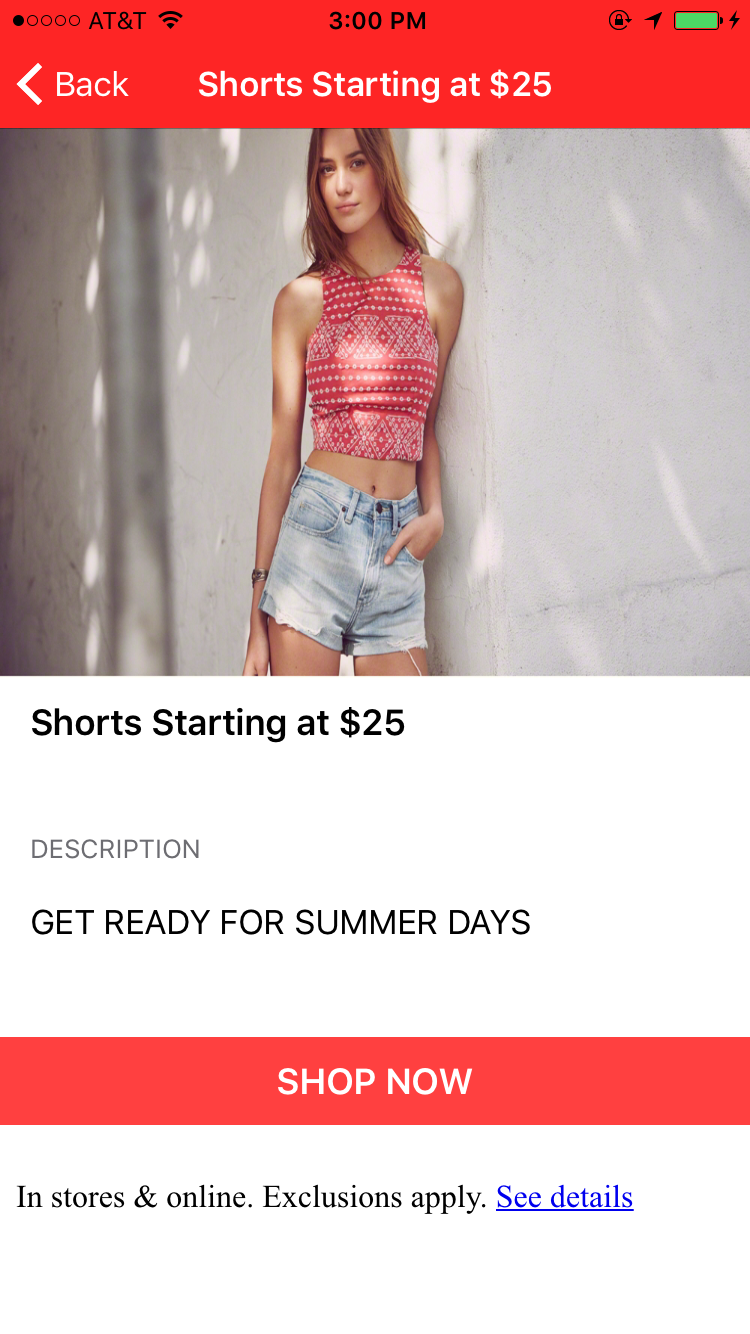 AT&T 3:00 PM
Back Shorts Starting at $25
Shorts Starting at $25
DESCRIPTION
GET READY FOR SUMMER DAYS
SHOP NOW
In stores & online. Exclusions apply. See details